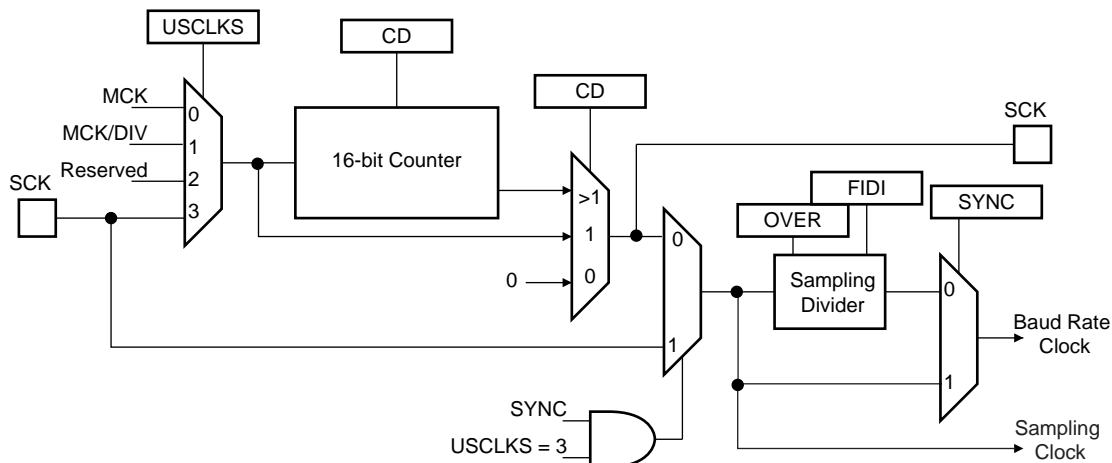 USCLKS
CD
CD
MCK
0
MCK/DIV
1
16-bit Counter
Reserved
2
SCK
3
SCK
>1
1
0
0
FIDI
OVER
SYNC
0
1
Sampling
Divider
0
1
Baud Rate
Clock
SYNC
USCLKS = 3
Sampling
Clock